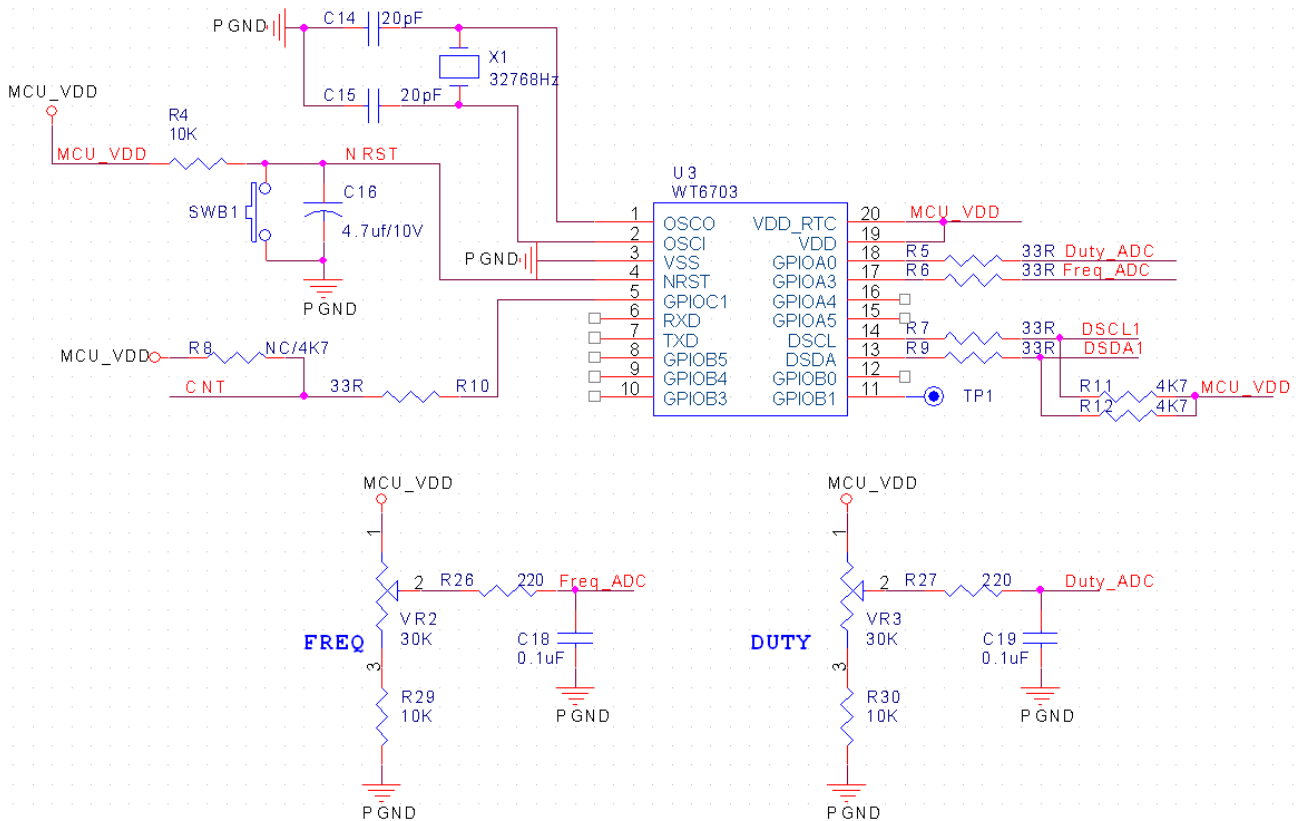 C14 20pF
PGND
X1
32768Hz
C15 20pF
MCU_VDD
R4
10K
MCU_VDD
NRST
SWB1
C16
4.7uf/10V
PGND
PGND
U3
WT6703
1 OSCO
2 OSCI
3 VSS
4 NRST
5 GPIOC1
6 RXD
7 TXD
8 GPIOB5
9 GPIOB4
10 GPIOB3
VDD_RTC 20 MCU_VDD
VDD 19
GPIOA0 18 R5 33R Duty_ADC
GPIOA3 17 R6 33R Freq_ADC
GPIOA4 16
GPIOA5 15
DSCL 14 R7 33R DSCL1
DSDA 13 R9 33R DSDA1
GPIOB0 12
GPIOB1 11 TP1
R11 4K7 MCU_VDD
R12 4K7
MCU_VDD R8 NC/4K7
CNT 33R R10
MCU_VDD
1
2 R26 220 Freq_ADC
VR2
30K
FREQ
3
C18
0.1uF
R29
10K
PGND
PGND
MCU_VDD
1
2 R27 220 Duty_ADC
VR3
30K
DUTY
3
C19
0.1uF
R30
10K
PGND
PGND